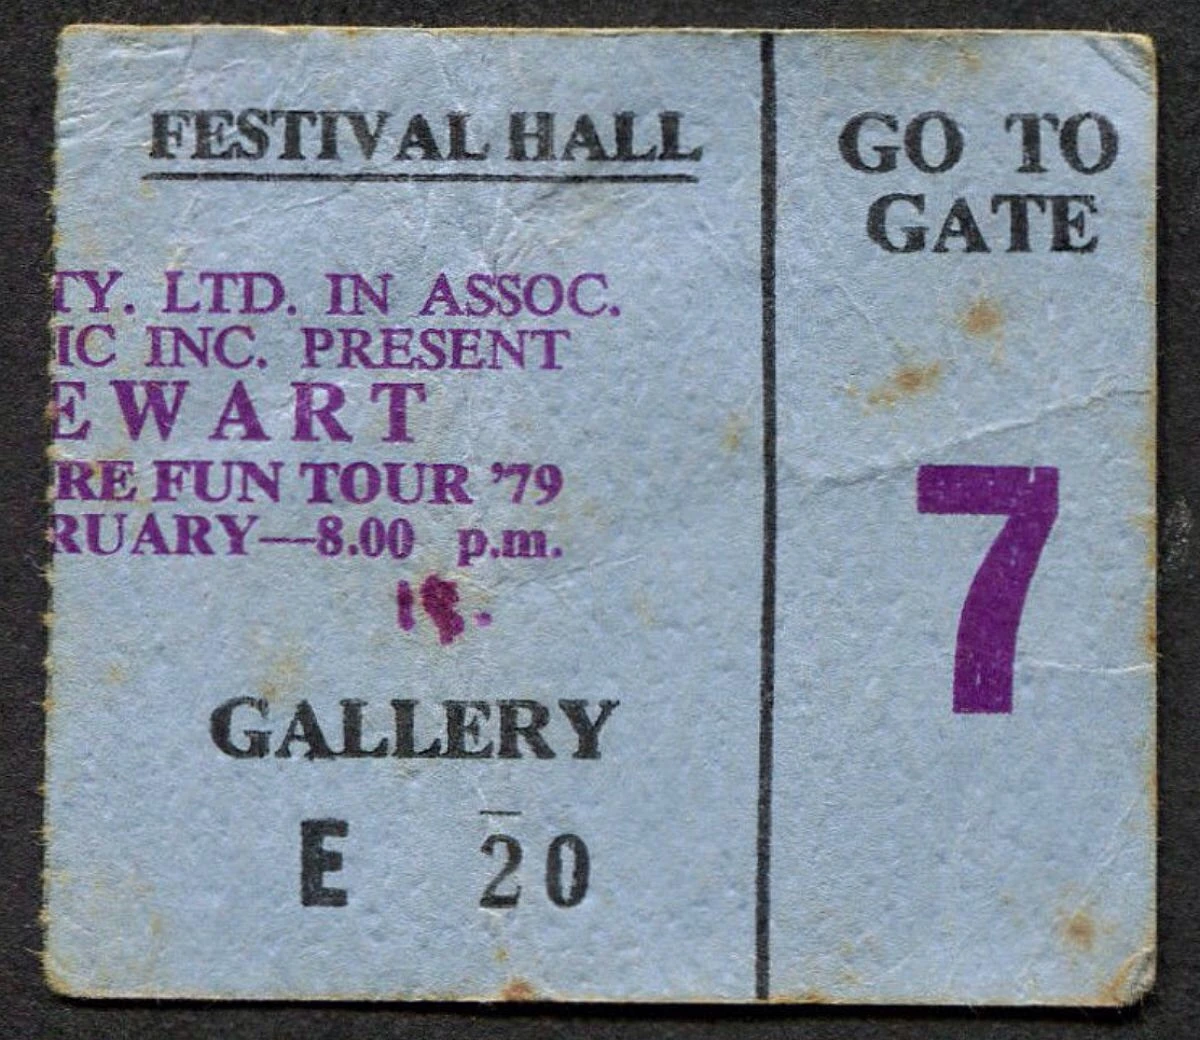 FESTIVAL HALL
TY. LTD. IN ASSOC.
IC INC. PRESENT
EWART
RE FUN TOUR '79
RUARY—8.00 p.m.
GALLERY
E 20
GO TO
GATE
7